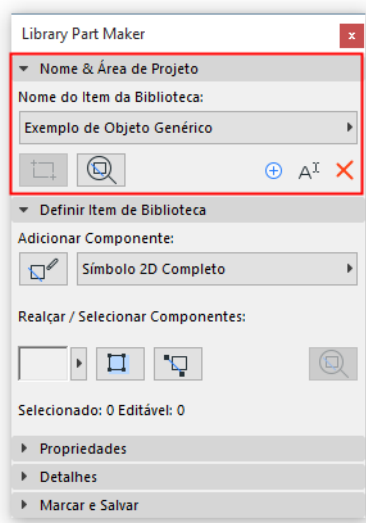 Library Part Maker
x
Nome & Área de Projeto
Nome do Item da Biblioteca:
Exemplo de Objeto Genérico
Definir Item de Biblioteca
Adicionar Componente:
Símbolo 2D Completo
Realçar / Selecionar Componentes:
Selecionado: 0 Editável: 0
Propriedades
Detalhes
Marcar e Salvar